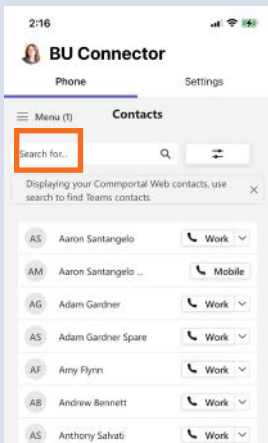 2:16
BU Connector
Phone Settings
Menu (1) Contacts
Search for...
Displaying your Commportal Web contacts, use
search to find Teams contacts
AS Aaron Santangelo Work
AM Aaron Santangelo ... Mobile
AG Adam Gardner Work
AS Adam Gardner Spare Work
AF Amy Flynn Work
AB Andrew Bennett Work
AS Anthony Salvati Work